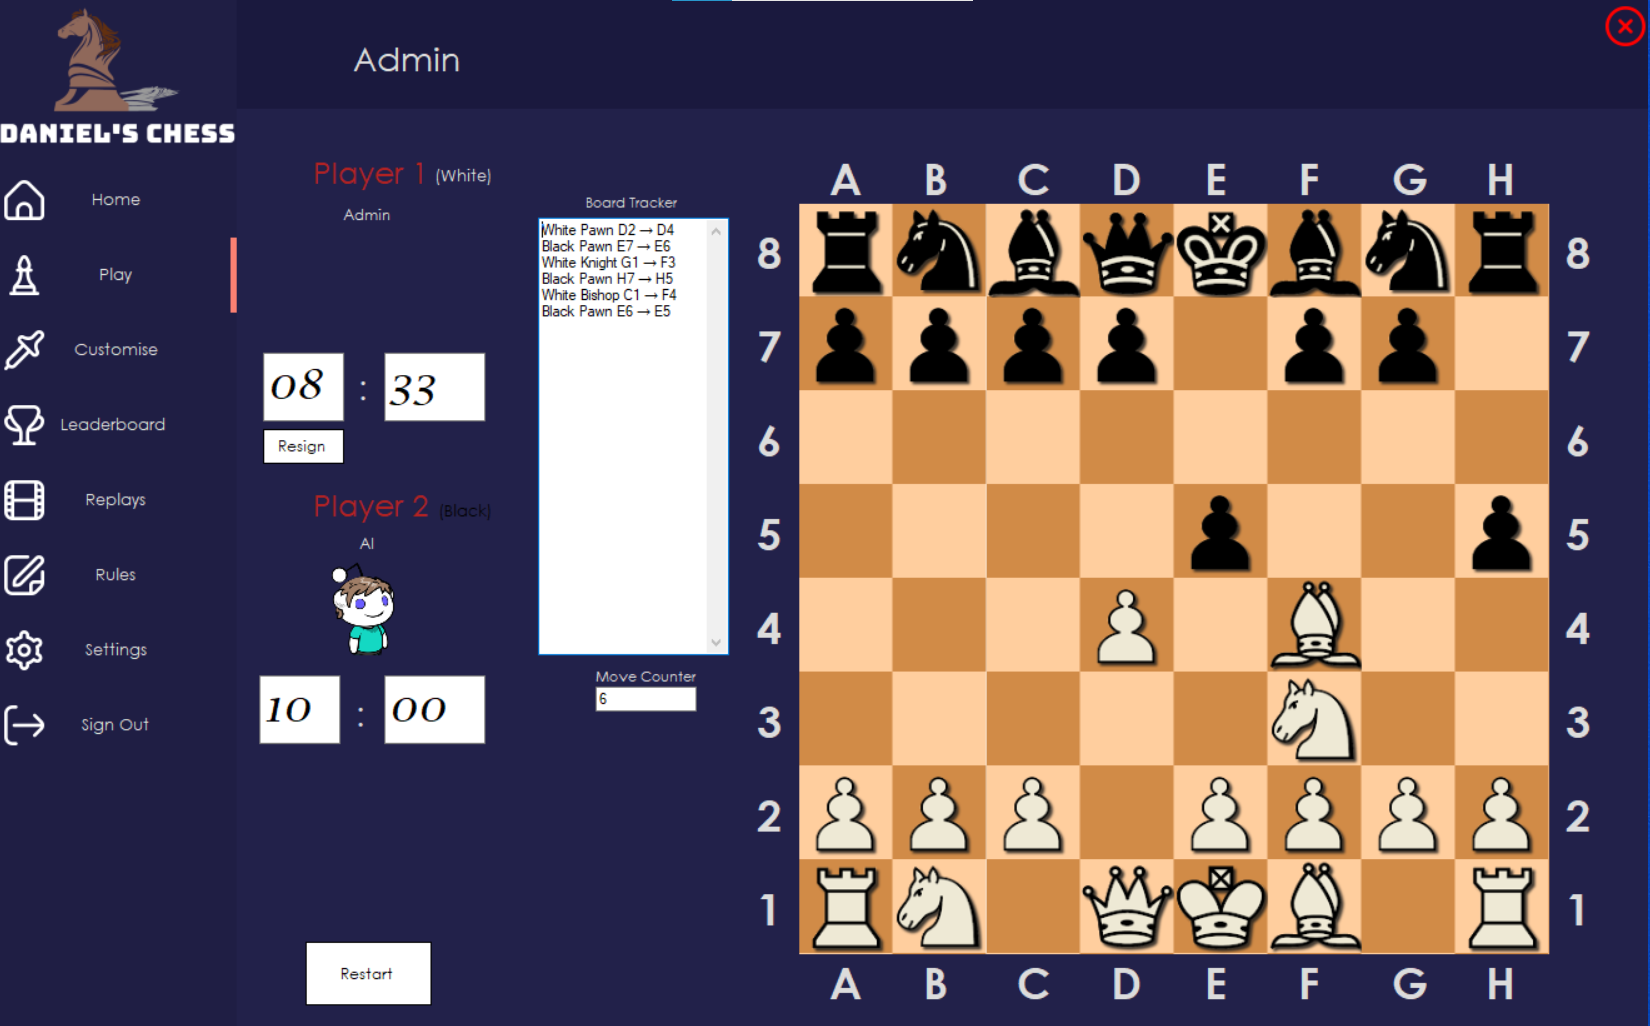 Admin
DANIEL'S CHESS
Home
Play
Customise
Leaderboard
Replays
Rules
Settings
Sign Out
Player 1 (White)
Admin
08 : 33
Resign
Player 2 (Black)
AI
10 : 00
Restart
Board Tracker
White Pawn D2 → D4
Black Pawn E7 → E6
White Knight G1 → F3
Black Pawn H7 → H5
White Bishop C1 → F4
Black Pawn E6 → E5
Move Counter
6
A B C D E F G H
8 8
7 7
6 6
5 5
4 4
3 3
2 2
1 1
A B C D E F G H